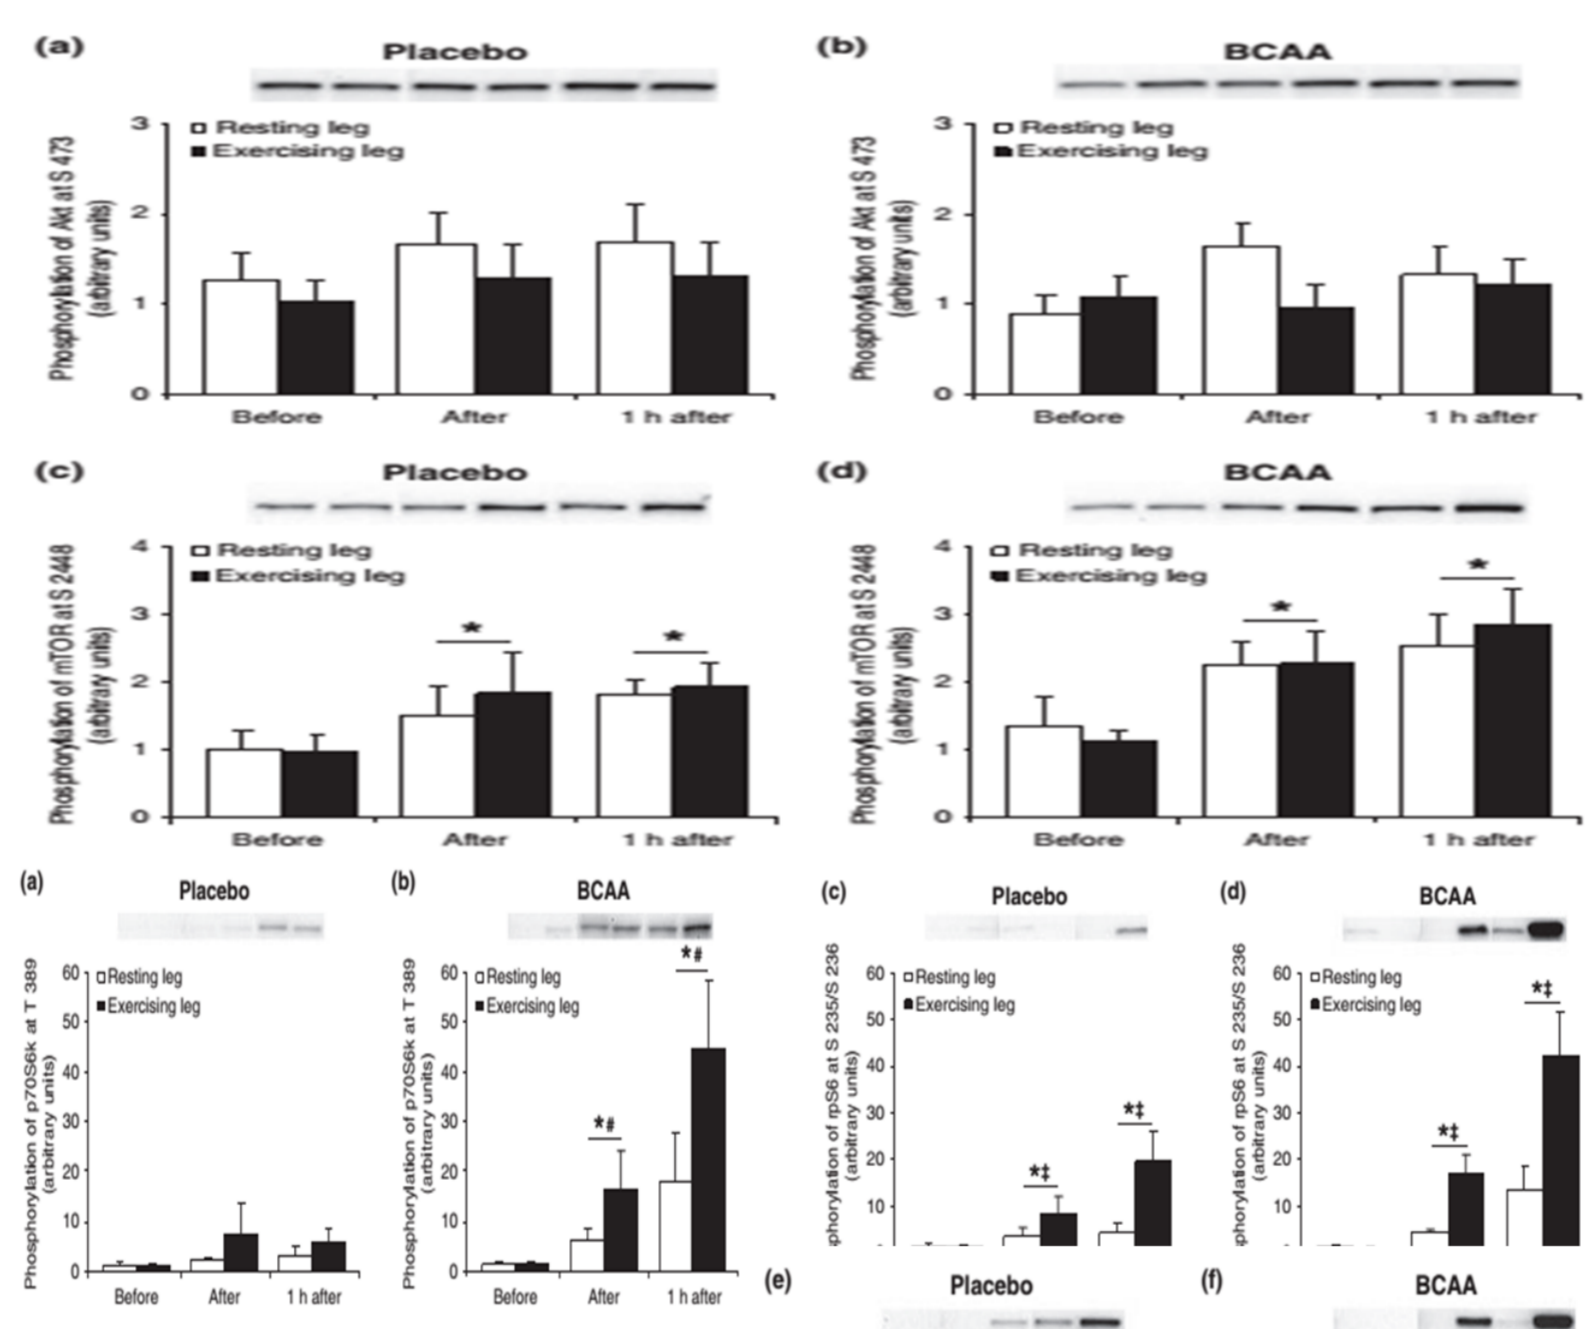 (a) Placebo
3
2
1
0
Phosphorylation of Akt at S 473
(arbitrary units)
Resting leg
Exercising leg
Before After 1 h after
(b) BCAA
3
2
1
0
Phosphorylation of Akt at S 473
(arbitrary units)
Resting leg
Exercising leg
Before After 1 h after
(c) Placebo
4
3
2
1
0
Phosphorylation of mTOR at S 2448
(arbitrary units)
Resting leg
Exercising leg
* *
Before After 1 h after
(d) BCAA
4
3
2
1
0
Phosphorylation of mTOR at S 2448
(arbitrary units)
Resting leg
Exercising leg
* *
Before After 1 h after
(a) Placebo
60
50
40
30
20
10
0
Phosphorylation of p70S6k at T 389
(arbitrary units)
Resting leg
Exercising leg
Before After 1 h after
(b) BCAA
60
50
40
30
20
10
0
Phosphorylation of p70S6k at T 389
(arbitrary units)
Resting leg
Exercising leg
*# *#
Before After 1 h after
(c) Placebo
60
50
40
30
20
10
sphorylation of rpS6 at S 235/S 236
(arbitrary units)
Resting leg
Exercising leg
*‡ *‡
(d) BCAA
60
50
40
30
20
10
sphorylation of rpS6 at S 235/S 236
(arbitrary units)
Resting leg
Exercising leg
*‡ *‡
(e) Placebo
(f) BCAA